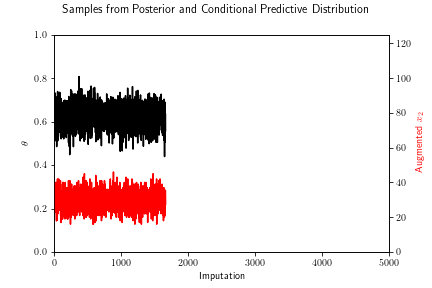 Samples from Posterior and Conditional Predictive Distribution
1.0
0.8
0.6
0.4
0.2
0.0
θ
120
100
80
60
40
20
0
Augmented x₂
0 1000 2000 3000 4000 5000
Imputation